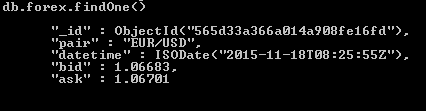 db.forex.findOne()
"_id" : ObjectId("565d33a366a014a908fe16fd"),
"pair" : "EUR/USD",
"datetime" : ISODate("2015-11-18T08:25:55Z"),
"bid" : 1.06683,
"ask" : 1.06701